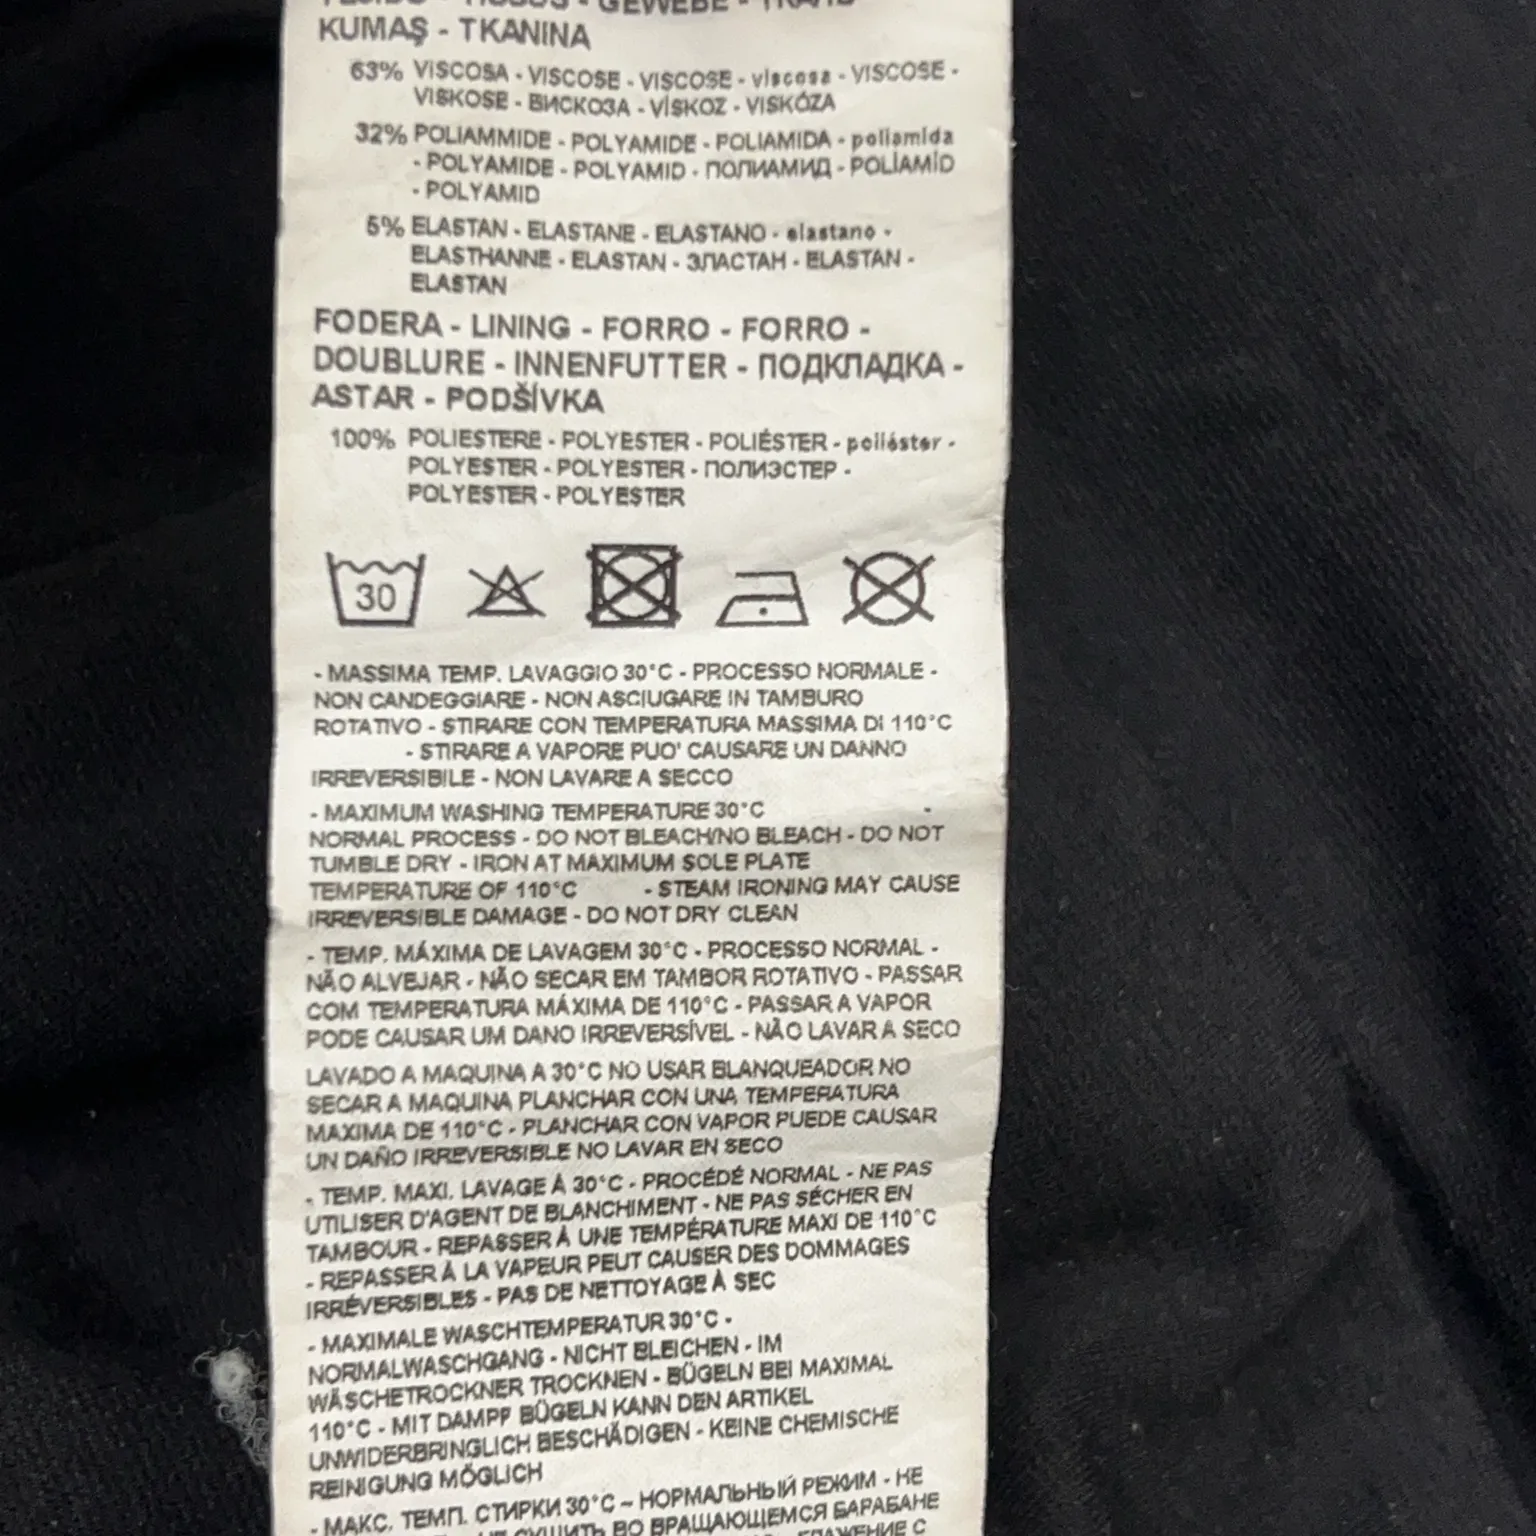 TEJIDO - TISSUS - GEWEBE - ТКАНЬ
KUMAŞ - TKANINA
63% VISCOSA - VISCOSE - VISCOSE - viscosa - VISCOSE -
VISKOSE - ВИСКОЗА - VİSKOZ - VISKÓZA
32% POLIAMMIDE - POLYAMIDE - POLIAMIDA - poliamida
- POLYAMIDE - POLYAMID - ПОЛИАМИД - POLİAMİD
- POLYAMID
5% ELASTAN - ELASTANE - ELASTANO - elastano -
ELASTHANNE - ELASTAN - ЭЛАСТАН - ELASTAN -
ELASTAN
FODERA - LINING - FORRO - FORRO -
DOUBLURE - INNENFUTTER - ПОДКЛАДКА -
ASTAR - PODŠÍVKA
100% POLIESTERE - POLYESTER - POLIÉSTER - poliéster -
POLYESTER - POLYESTER - ПОЛИЭСТЕР -
POLYESTER - POLYESTER
30
- MASSIMA TEMP. LAVAGGIO 30°C - PROCESSO NORMALE -
NON CANDEGGIARE - NON ASCIUGARE IN TAMBURO
ROTATIVO - STIRARE CON TEMPERATURA MASSIMA DI 110°C
- STIRARE A VAPORE PUO' CAUSARE UN DANNO
IRREVERSIBILE - NON LAVARE A SECCO
- MAXIMUM WASHING TEMPERATURE 30°C -
NORMAL PROCESS - DO NOT BLEACH/NO BLEACH - DO NOT
TUMBLE DRY - IRON AT MAXIMUM SOLE PLATE
TEMPERATURE OF 110°C - STEAM IRONING MAY CAUSE
IRREVERSIBLE DAMAGE - DO NOT DRY CLEAN
- TEMP. MÁXIMA DE LAVAGEM 30°C - PROCESSO NORMAL -
NÃO ALVEJAR - NÃO SECAR EM TAMBOR ROTATIVO - PASSAR
COM TEMPERATURA MÁXIMA DE 110°C - PASSAR A VAPOR
PODE CAUSAR UM DANO IRREVERSÍVEL - NÃO LAVAR A SECO
LAVADO A MAQUINA A 30°C NO USAR BLANQUEADOR NO
SECAR A MAQUINA PLANCHAR CON UNA TEMPERATURA
MAXIMA DE 110°C - PLANCHAR CON VAPOR PUEDE CAUSAR
UN DAÑO IRREVERSIBLE NO LAVAR EN SECO
- TEMP. MAXI. LAVAGE À 30°C - PROCÉDÉ NORMAL - NE PAS
UTILISER D'AGENT DE BLANCHIMENT - NE PAS SÉCHER EN
TAMBOUR - REPASSER À UNE TEMPÉRATURE MAXI DE 110°C
- REPASSER À LA VAPEUR PEUT CAUSER DES DOMMAGES
IRRÉVERSIBLES - PAS DE NETTOYAGE À SEC
- MAXIMALE WASCHTEMPERATUR 30°C -
NORMALWASCHGANG - NICHT BLEICHEN - IM
WÄSCHETROCKNER TROCKNEN - BÜGELN BEI MAXIMAL
110°C - MIT DAMPF BÜGELN KANN DEN ARTIKEL
UNWIDERBRINGLICH BESCHÄDIGEN - KEINE CHEMISCHE
REINIGUNG MÖGLICH
- МАКС. ТЕМП. СТИРКИ 30°C – НОРМАЛЬНЫЙ РЕЖИМ - НЕ
СУШИТЬ ВО ВРАЩАЮЩЕМСЯ БАРАБАНЕ